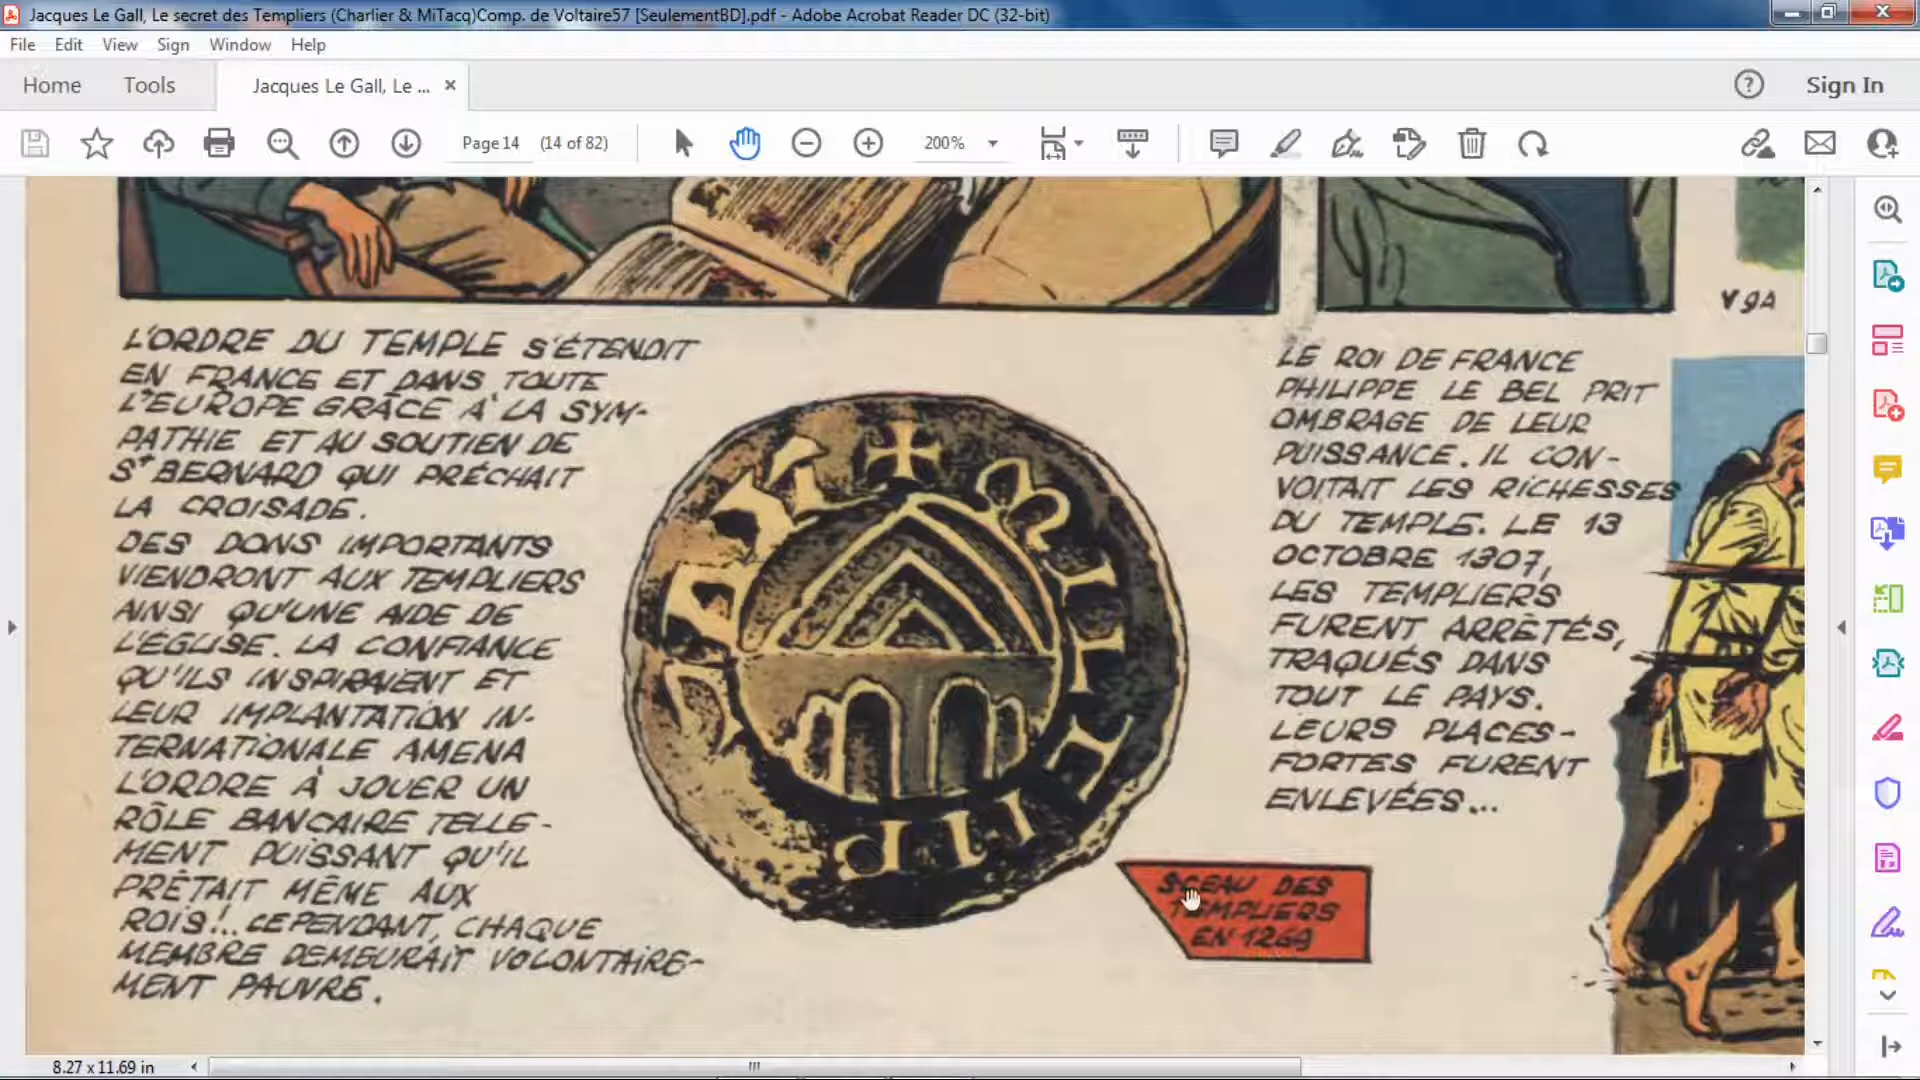 Jacques Le Gall, Le secret des Templiers (Charlier & MiTacq)Comp. de Voltaire57 [SeulementBD].pdf - Adobe Acrobat Reader DC (32-bit)
File Edit View Sign Window Help
Home Tools Jacques Le Gall, Le ... × Sign In
Page 14 (14 of 82) 200%
V 9A
L'ORDRE DU TEMPLE S'ÉTENDIT
EN FRANCE ET DANS TOUTE
L'EUROPE GRÂCE À LA SYM-
PATHIE ET AU SOUTIEN DE
St BERNARD QUI PRÉCHAIT
LA CROISADE.
DES DONS IMPORTANTS
VIENDRONT AUX TEMPLIERS
AINSI QU'UNE AIDE DE
L'ÉGLISE. LA CONFIANCE
QU'ILS INSPIRAIENT ET
LEUR IMPLANTATION IN-
TERNATIONALE AMENA
L'ORDRE À JOUER UN
RÔLE BANCAIRE TELLE-
MENT PUISSANT QU'IL
PRÊTAIT MÊME AUX
ROIS!.. CEPENDANT, CHAQUE
MEMBRE DEMEURAIT VOLONTAIRE-
MENT PAUVRE.
SCEAU DES
TEMPLIERS
EN 1269
LE ROI DE FRANCE
PHILIPPE LE BEL PRIT
OMBRAGE DE LEUR
PUISSANCE. IL CON-
VOITAIT LES RICHESSES
DU TEMPLE. LE 13
OCTOBRE 1307,
LES TEMPLIERS
FURENT ARRÊTÉS,
TRAQUÉS DANS
TOUT LE PAYS.
LEURS PLACES-
FORTES FURENT
ENLEVÉES...
8.27 x 11.69 in